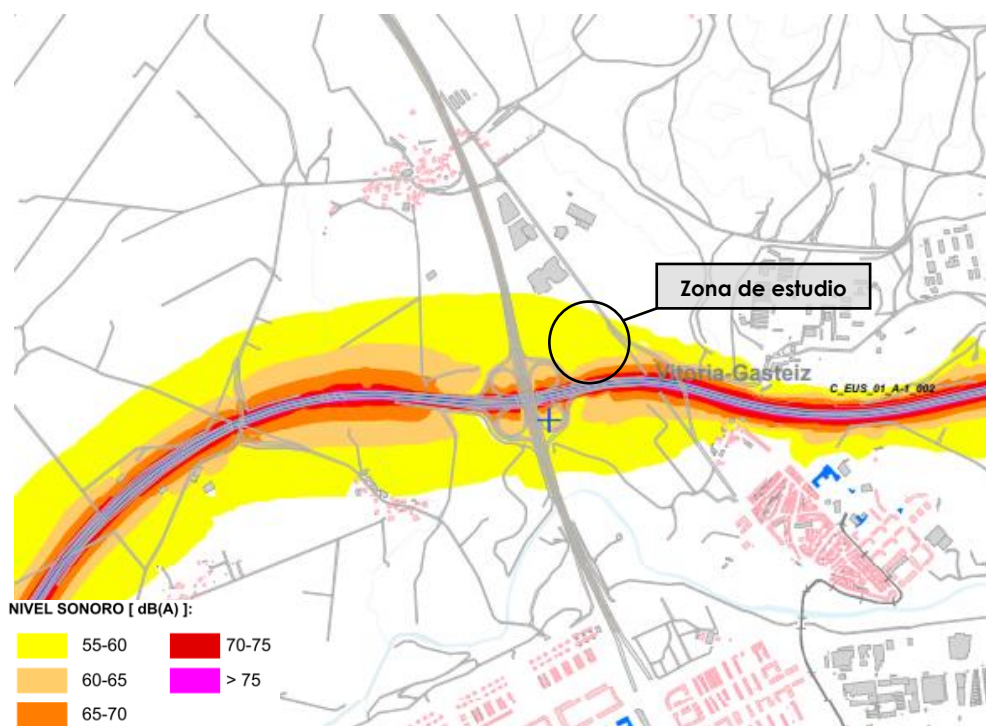 Zona de estudio
Vitoria-Gasteiz
C_EUS_01_A-1_002
NIVEL SONORO [ dB(A) ]:
55-60
70-75
60-65
> 75
65-70